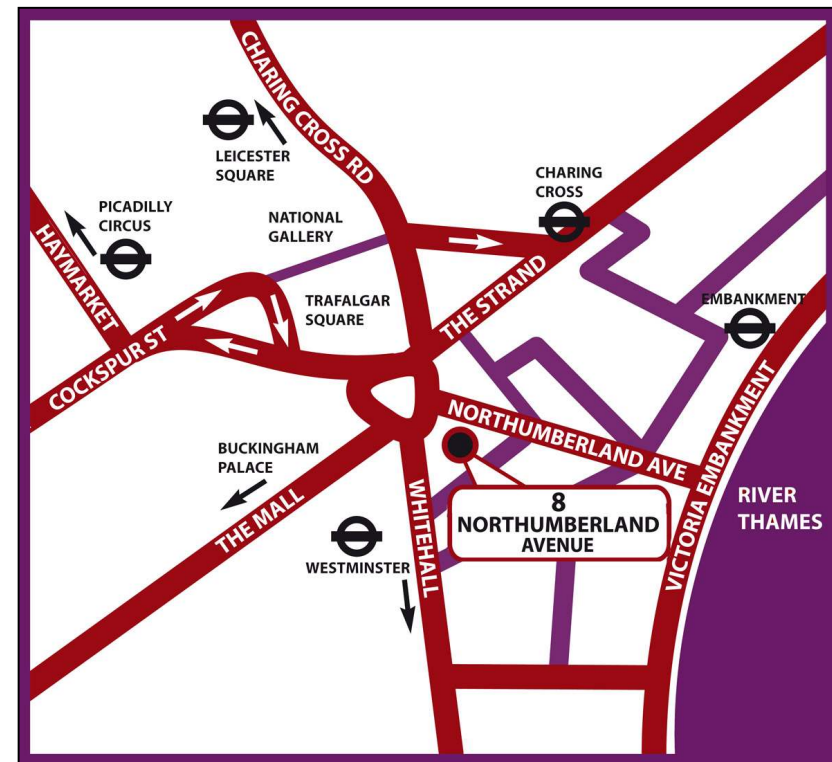 CHARING CROSS RD
LEICESTER
SQUARE
CHARING
CROSS
PICADILLY
CIRCUS
NATIONAL
GALLERY
HAYMARKET
TRAFALGAR
SQUARE
THE STRAND
EMBANKMENT
COCKSPUR ST
NORTHUMBERLAND AVE
BUCKINGHAM
PALACE
THE MALL
WHITEHALL
8
NORTHUMBERLAND
AVENUE
VICTORIA EMBANKMENT
RIVER
THAMES
WESTMINSTER